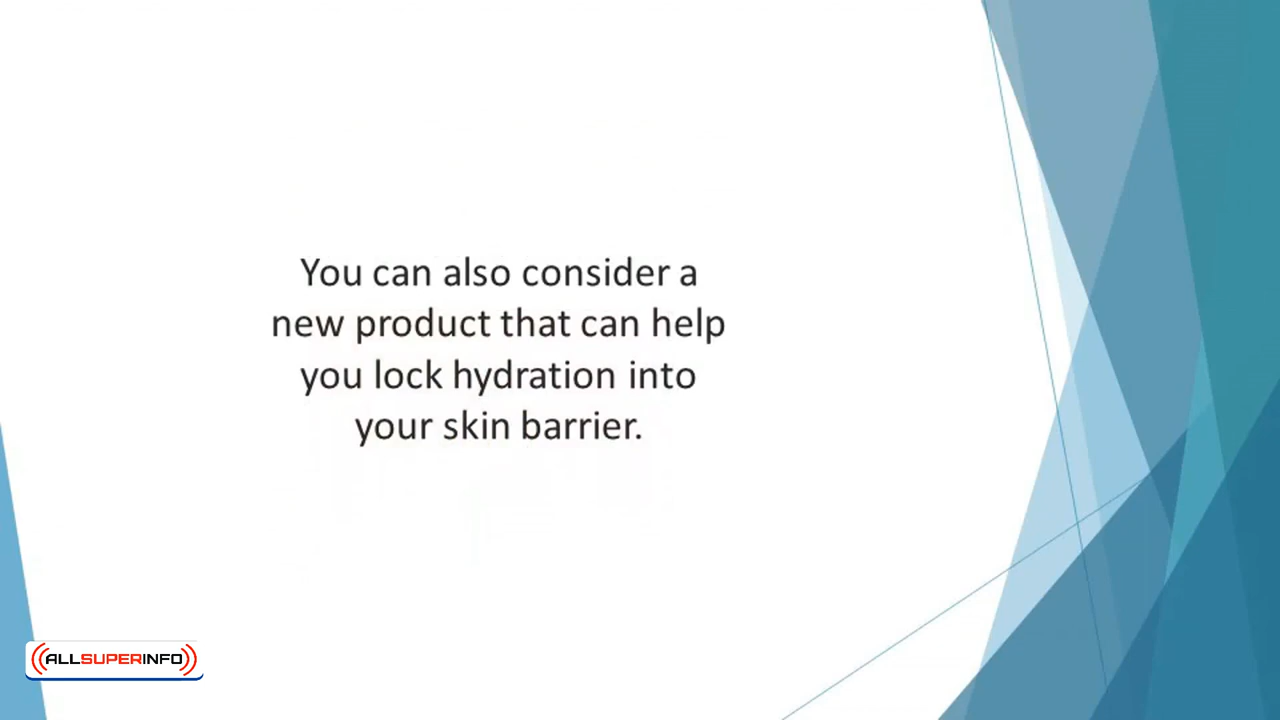 You can also consider a
new product that can help
you lock hydration into
your skin barrier.
ALLSUPERINFO